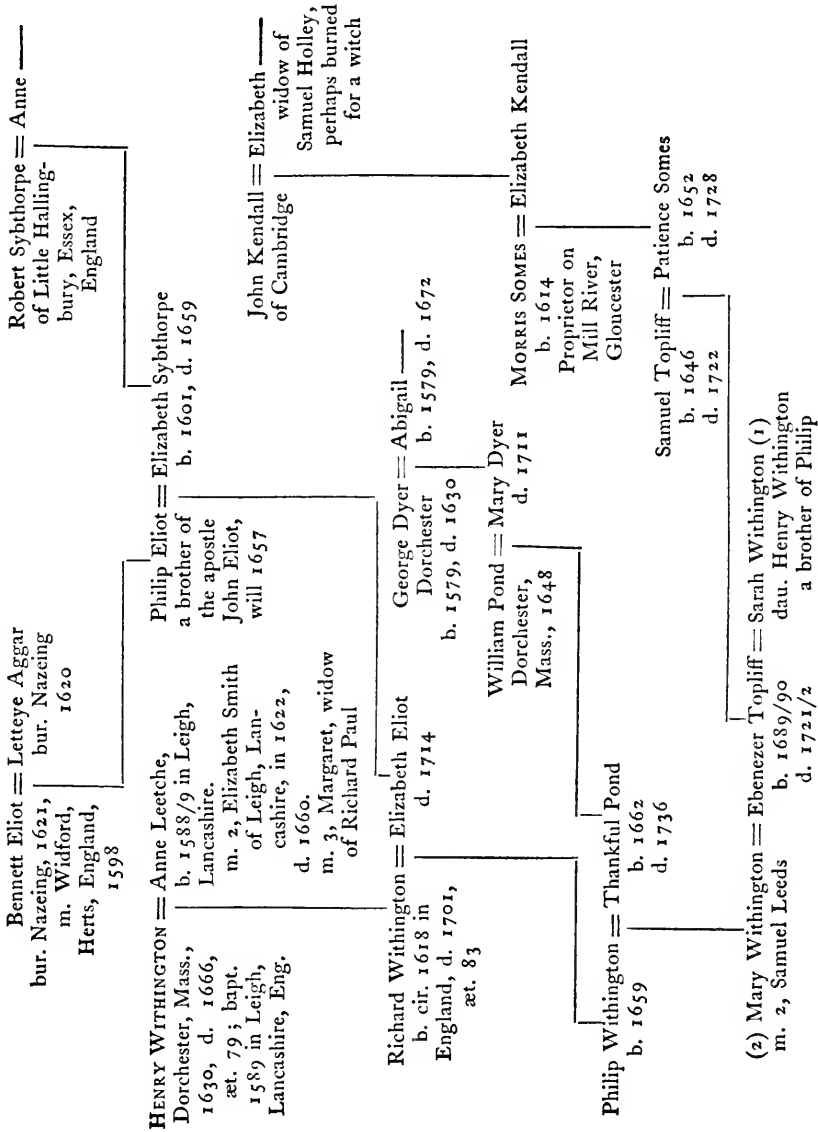 Bennett Eliot = Letteye Aggar
bur. Nazeing, 1621,
m. Widford,
Herts, England,
1598
bur. Nazeing
1620
Robert Sybthorpe = Anne —
of Little Halling-
bury, Essex,
England
HENRY WITHINGTON = Anne Leetche,
Dorchester, Mass.,
1630, d. 1666,
æt. 79; bapt.
1589 in Leigh,
Lancashire, Eng.
b. 1588/9 in Leigh,
Lancashire.
m. 2, Elizabeth Smith
of Leigh, Lan-
cashire, in 1622,
d. 1660.
m. 3, Margaret, widow
of Richard Paul
Philip Eliot = Elizabeth Sybthorpe
a brother of
the apostle
John Eliot,
will 1657
b. 1601, d. 1659
John Kendall = Elizabeth —
of Cambridge
widow of
Samuel Holley,
perhaps burned
for a witch
Richard Withington = Elizabeth Eliot
b. cir. 1618 in
England, d. 1701,
æt. 83
d. 1714
George Dyer = Abigail —
Dorchester
b. 1579, d. 1630
b. 1579, d. 1672
William Pond = Mary Dyer
Dorchester,
Mass., 1648
d. 1711
MORRIS SOMES = Elizabeth Kendall
b. 1614
Proprietor on
Mill River,
Gloucester
Philip Withington = Thankful Pond
b. 1659
b. 1662
d. 1736
Samuel Topliff = Patience Somes
b. 1646
d. 1722
b. 1652
d. 1728
(2) Mary Withington = Ebenezer Topliff = Sarah Withington (1)
m. 2, Samuel Leeds
b. 1689/90
d. 1721/2
dau. Henry Withington
a brother of Philip